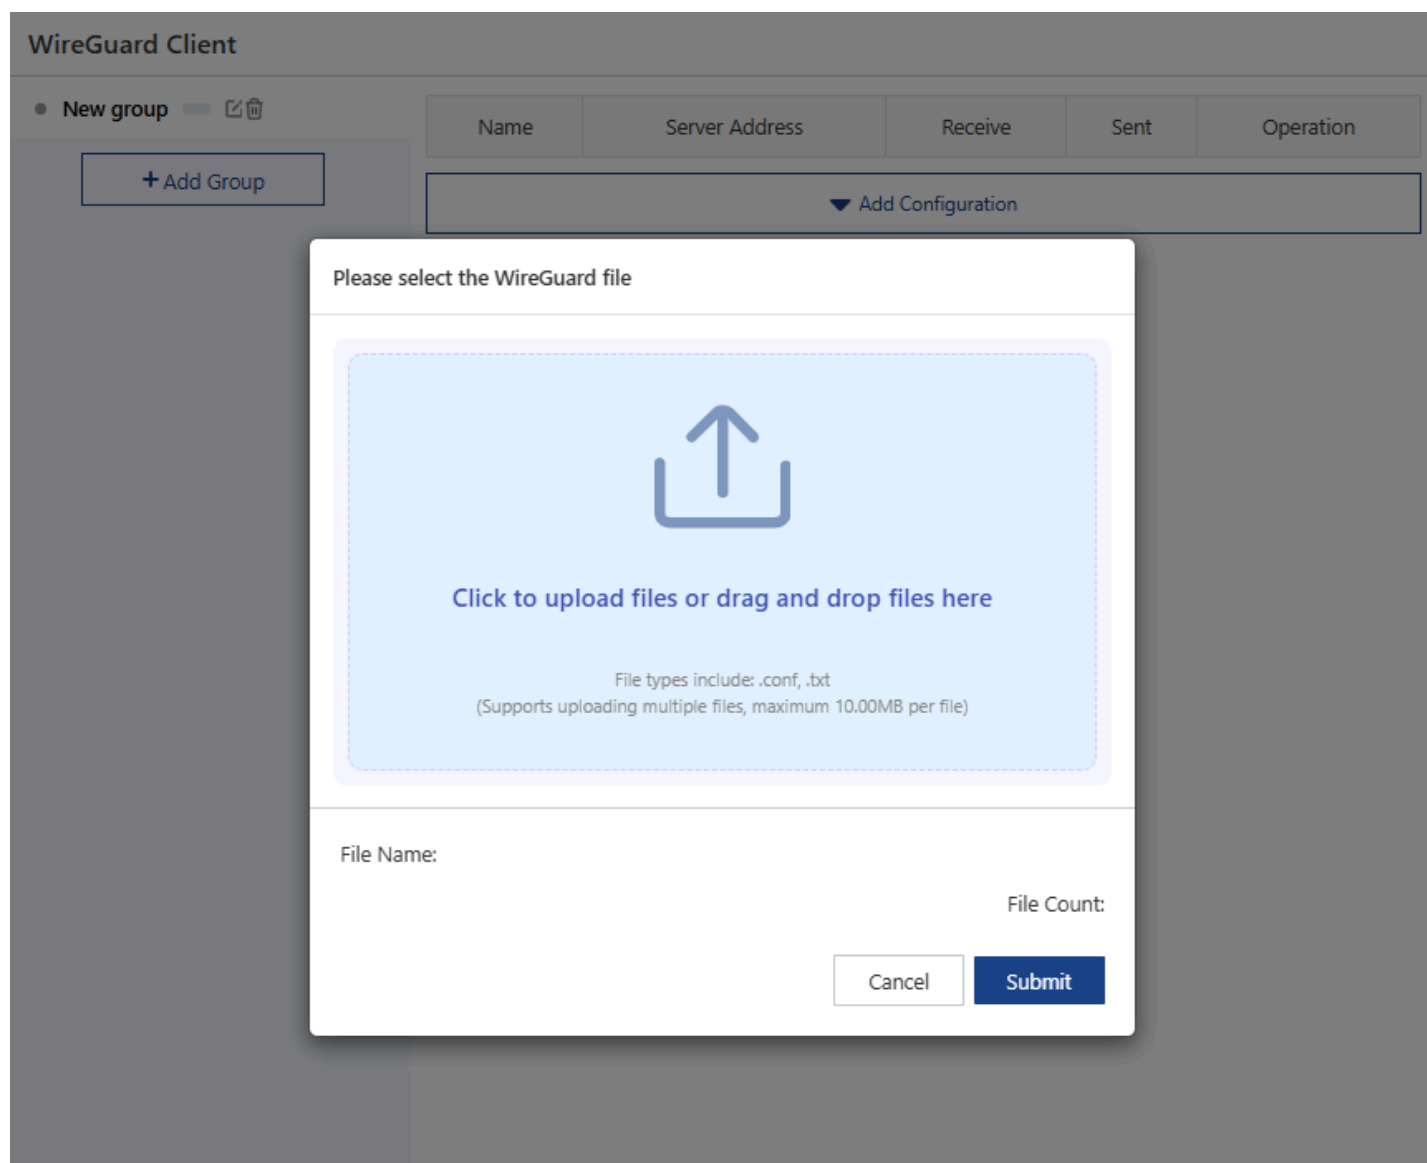 WireGuard Client
New group
+ Add Group
Name Server Address Receive Sent Operation
Add Configuration
Please select the WireGuard file
Click to upload files or drag and drop files here
File types include: .conf, .txt
(Supports uploading multiple files, maximum 10.00MB per file)
File Name:
File Count:
Cancel Submit